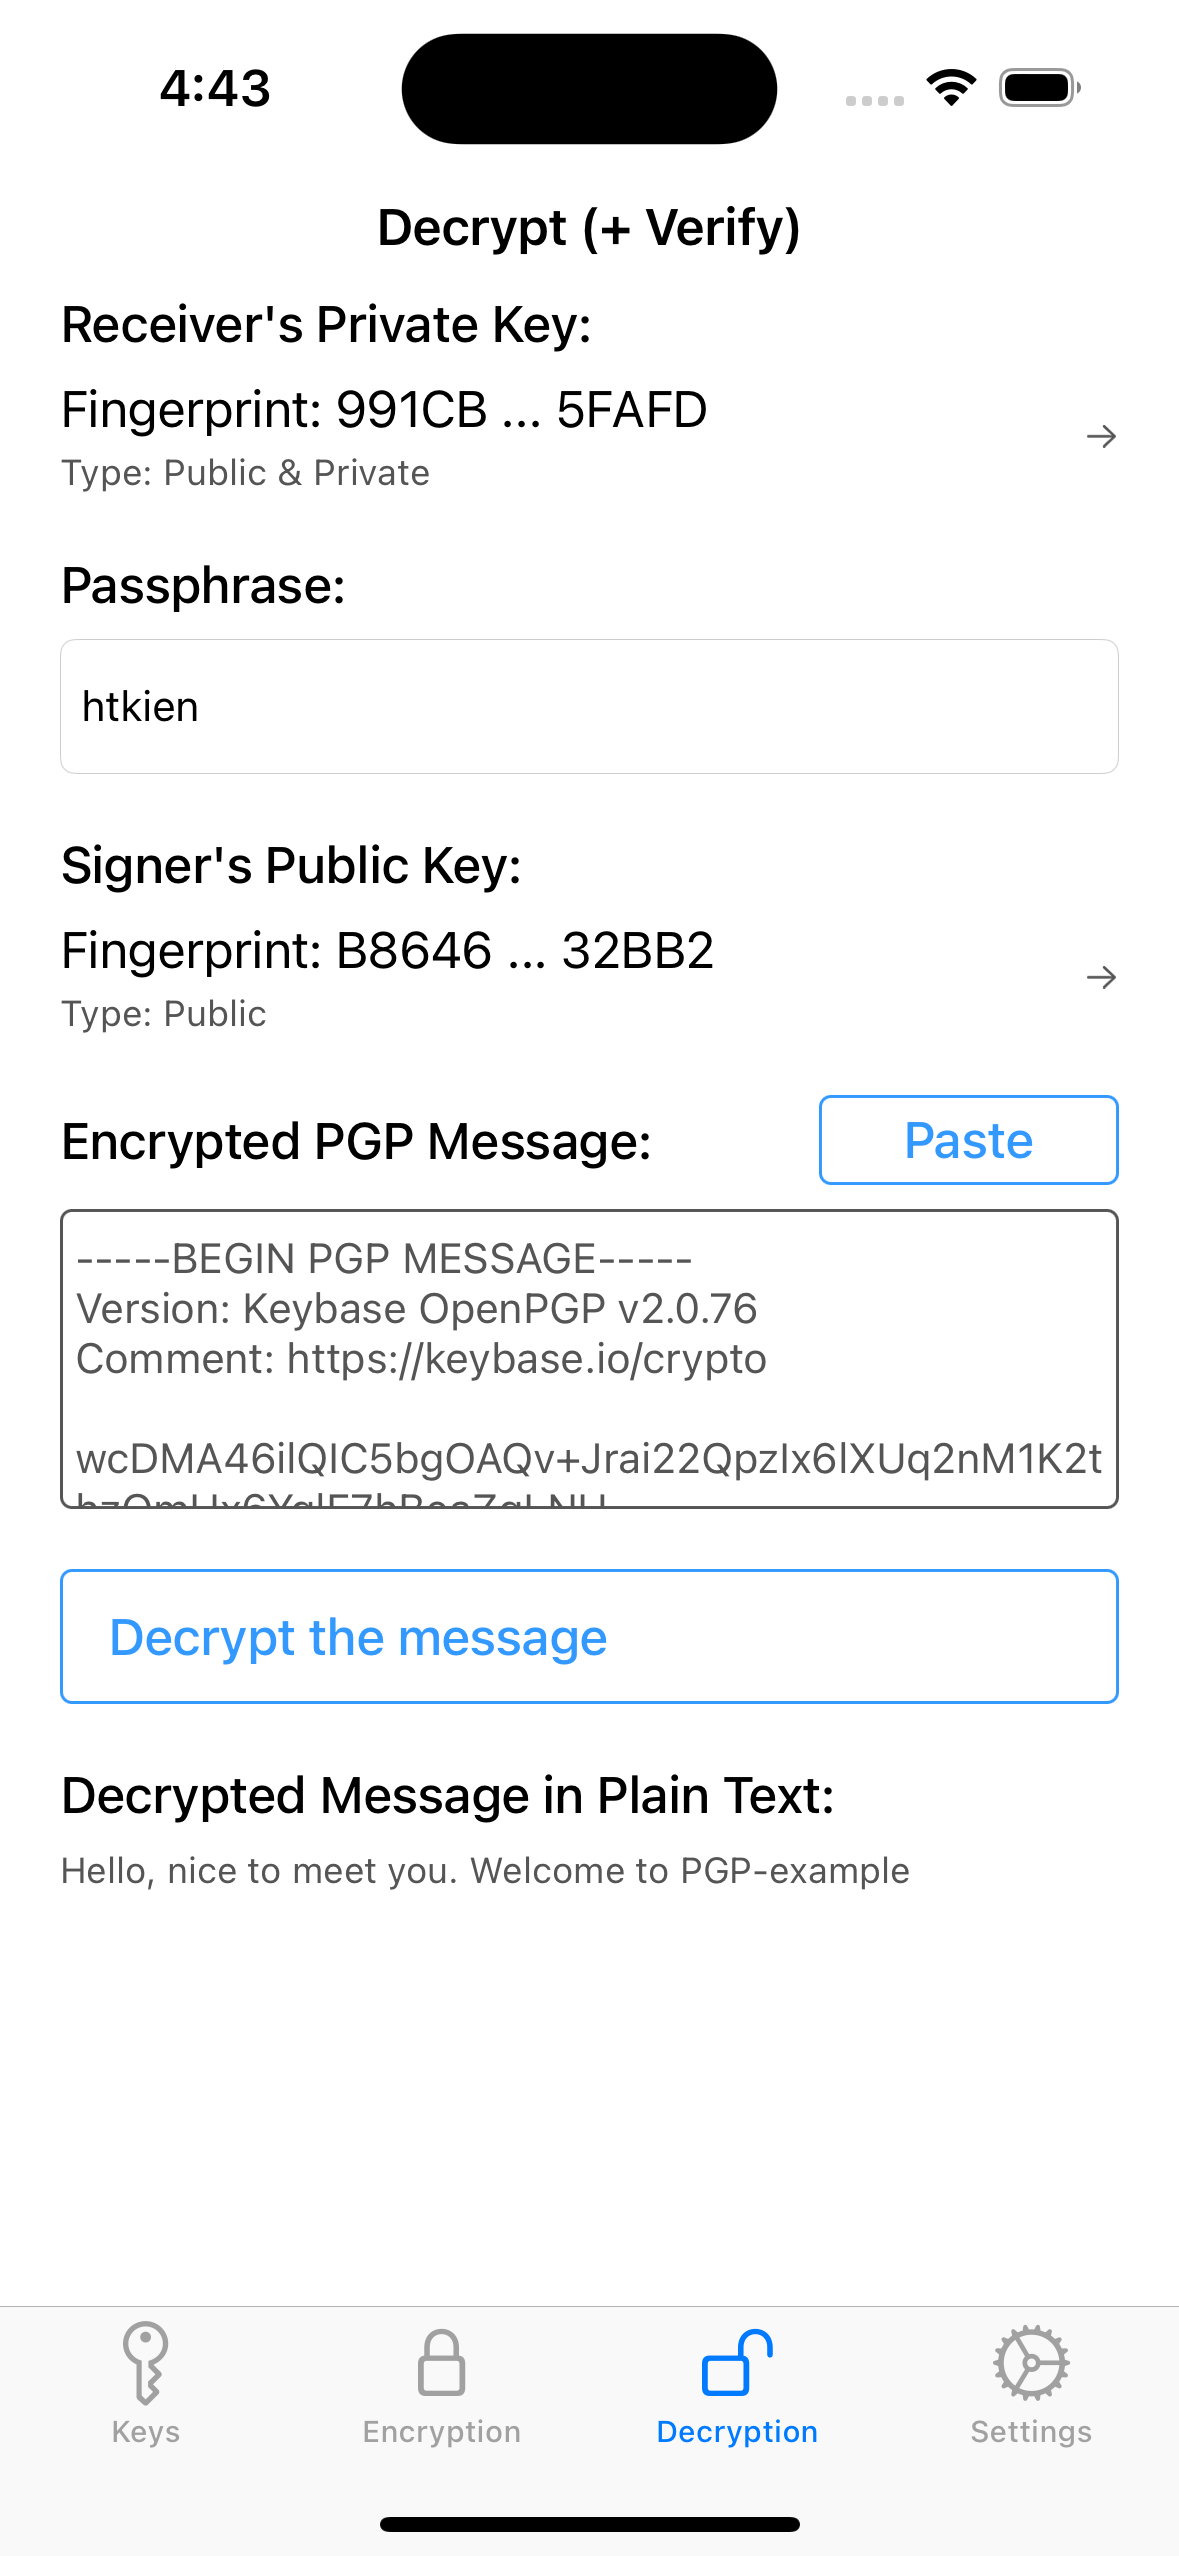 4:43
Decrypt (+ Verify)
Receiver's Private Key:
Fingerprint: 991CB ... 5FAFD
Type: Public & Private
Passphrase:
htkien
Signer's Public Key:
Fingerprint: B8646 ... 32BB2
Type: Public
Encrypted PGP Message:
Paste
-----BEGIN PGP MESSAGE-----
Version: Keybase OpenPGP v2.0.76
Comment: https://keybase.io/crypto
wcDMA46ilQIC5bgOAQv+Jrai22QpzIx6lXUq2nM1K2t
Decrypt the message
Decrypted Message in Plain Text:
Hello, nice to meet you. Welcome to PGP-example
Keys
Encryption
Decryption
Settings